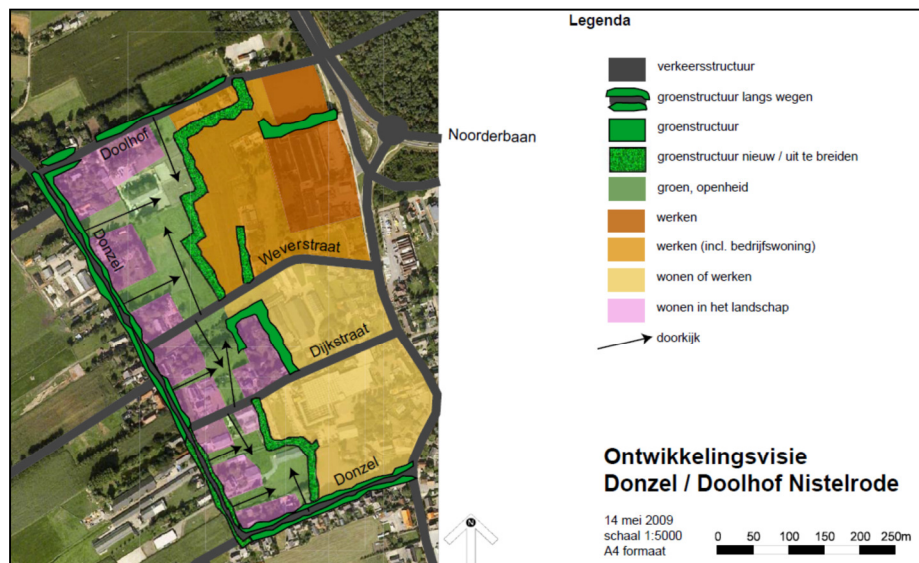 Legenda
verkeersstructuur
groenstructuur langs wegen
groenstructuur
groenstructuur nieuw / uit te breiden
groen, openheid
werken
werken (incl. bedrijfswoning)
wonen of werken
wonen in het landschap
doorkijk
Noorderbaan
Doolhof
Donzel
Weverstraat
Dijkstraat
Donzel
Ontwikkelingsvisie
Donzel / Doolhof Nistelrode
14 mei 2009
schaal 1:5000
A4 formaat
N
0 50 100 150 200 250m